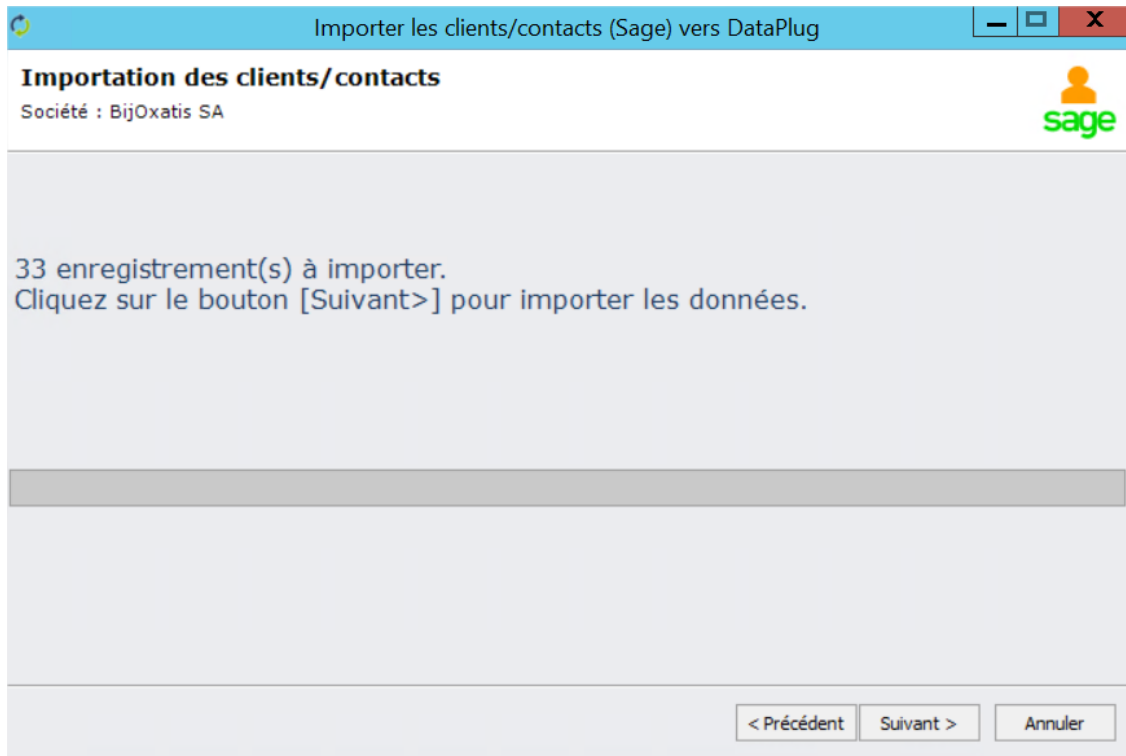 Importer les clients/contacts (Sage) vers DataPlug
X
Importation des clients/contacts
Société : BijOxatis SA
sage
33 enregistrement(s) à importer.
Cliquez sur le bouton [Suivant>] pour importer les données.
< Précédent
Suivant >
Annuler